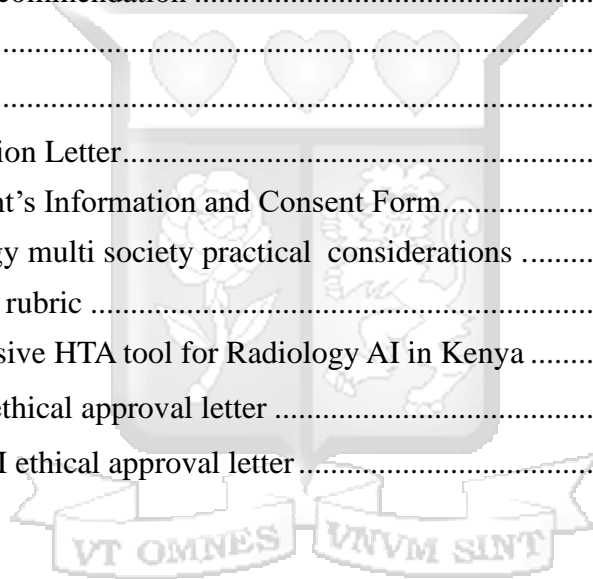 commendation ..........................................................
..............................................................................
..............................................................................
ion Letter..............................................................
nt’s Information and Consent Form...................
gy multi society practical considerations .........
rubric ..................................................................
sive HTA tool for Radiology AI in Kenya .......
ethical approval letter ........................................
I ethical approval letter.....................................
VT OMNES VNVM SINT